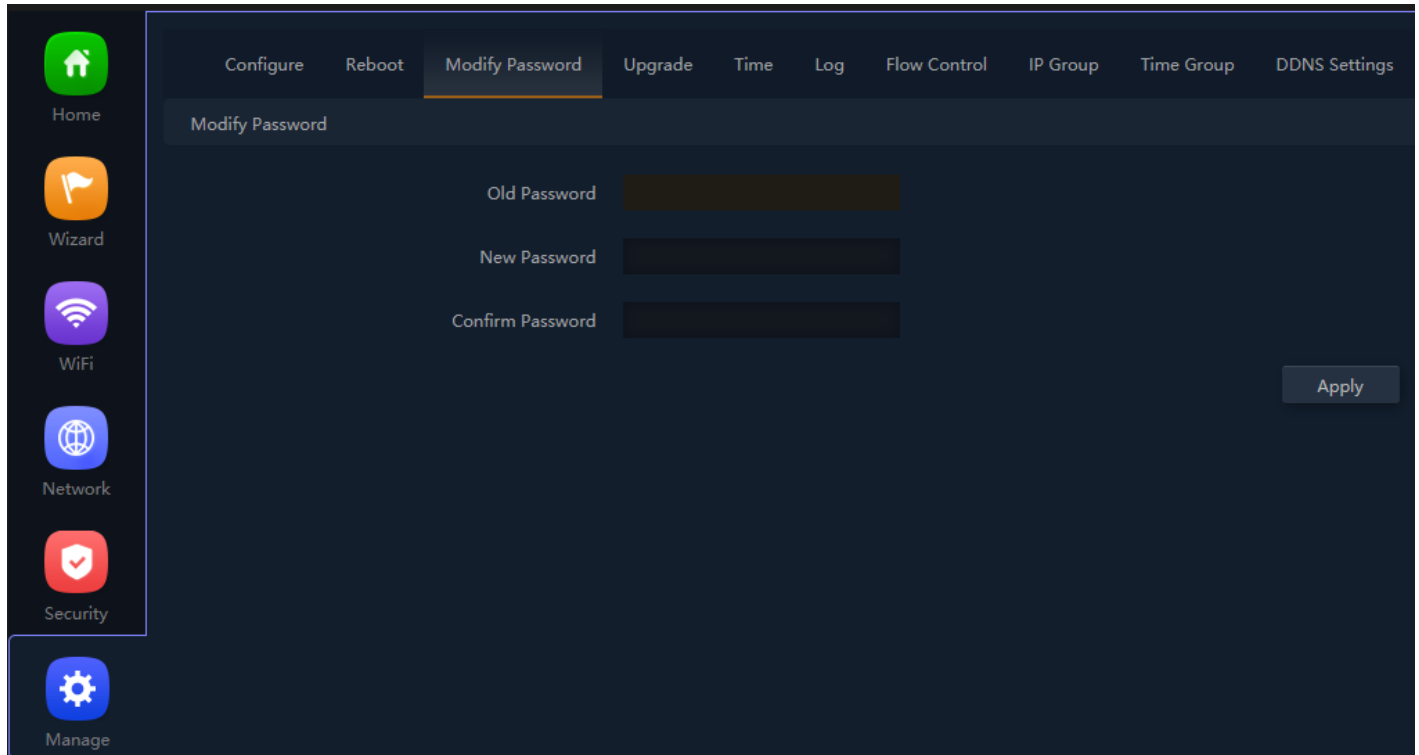 Home
Wizard
WiFi
Network
Security
Manage
Configure Reboot Modify Password Upgrade Time Log Flow Control IP Group Time Group DDNS Settings
Modify Password
Old Password
New Password
Confirm Password
Apply